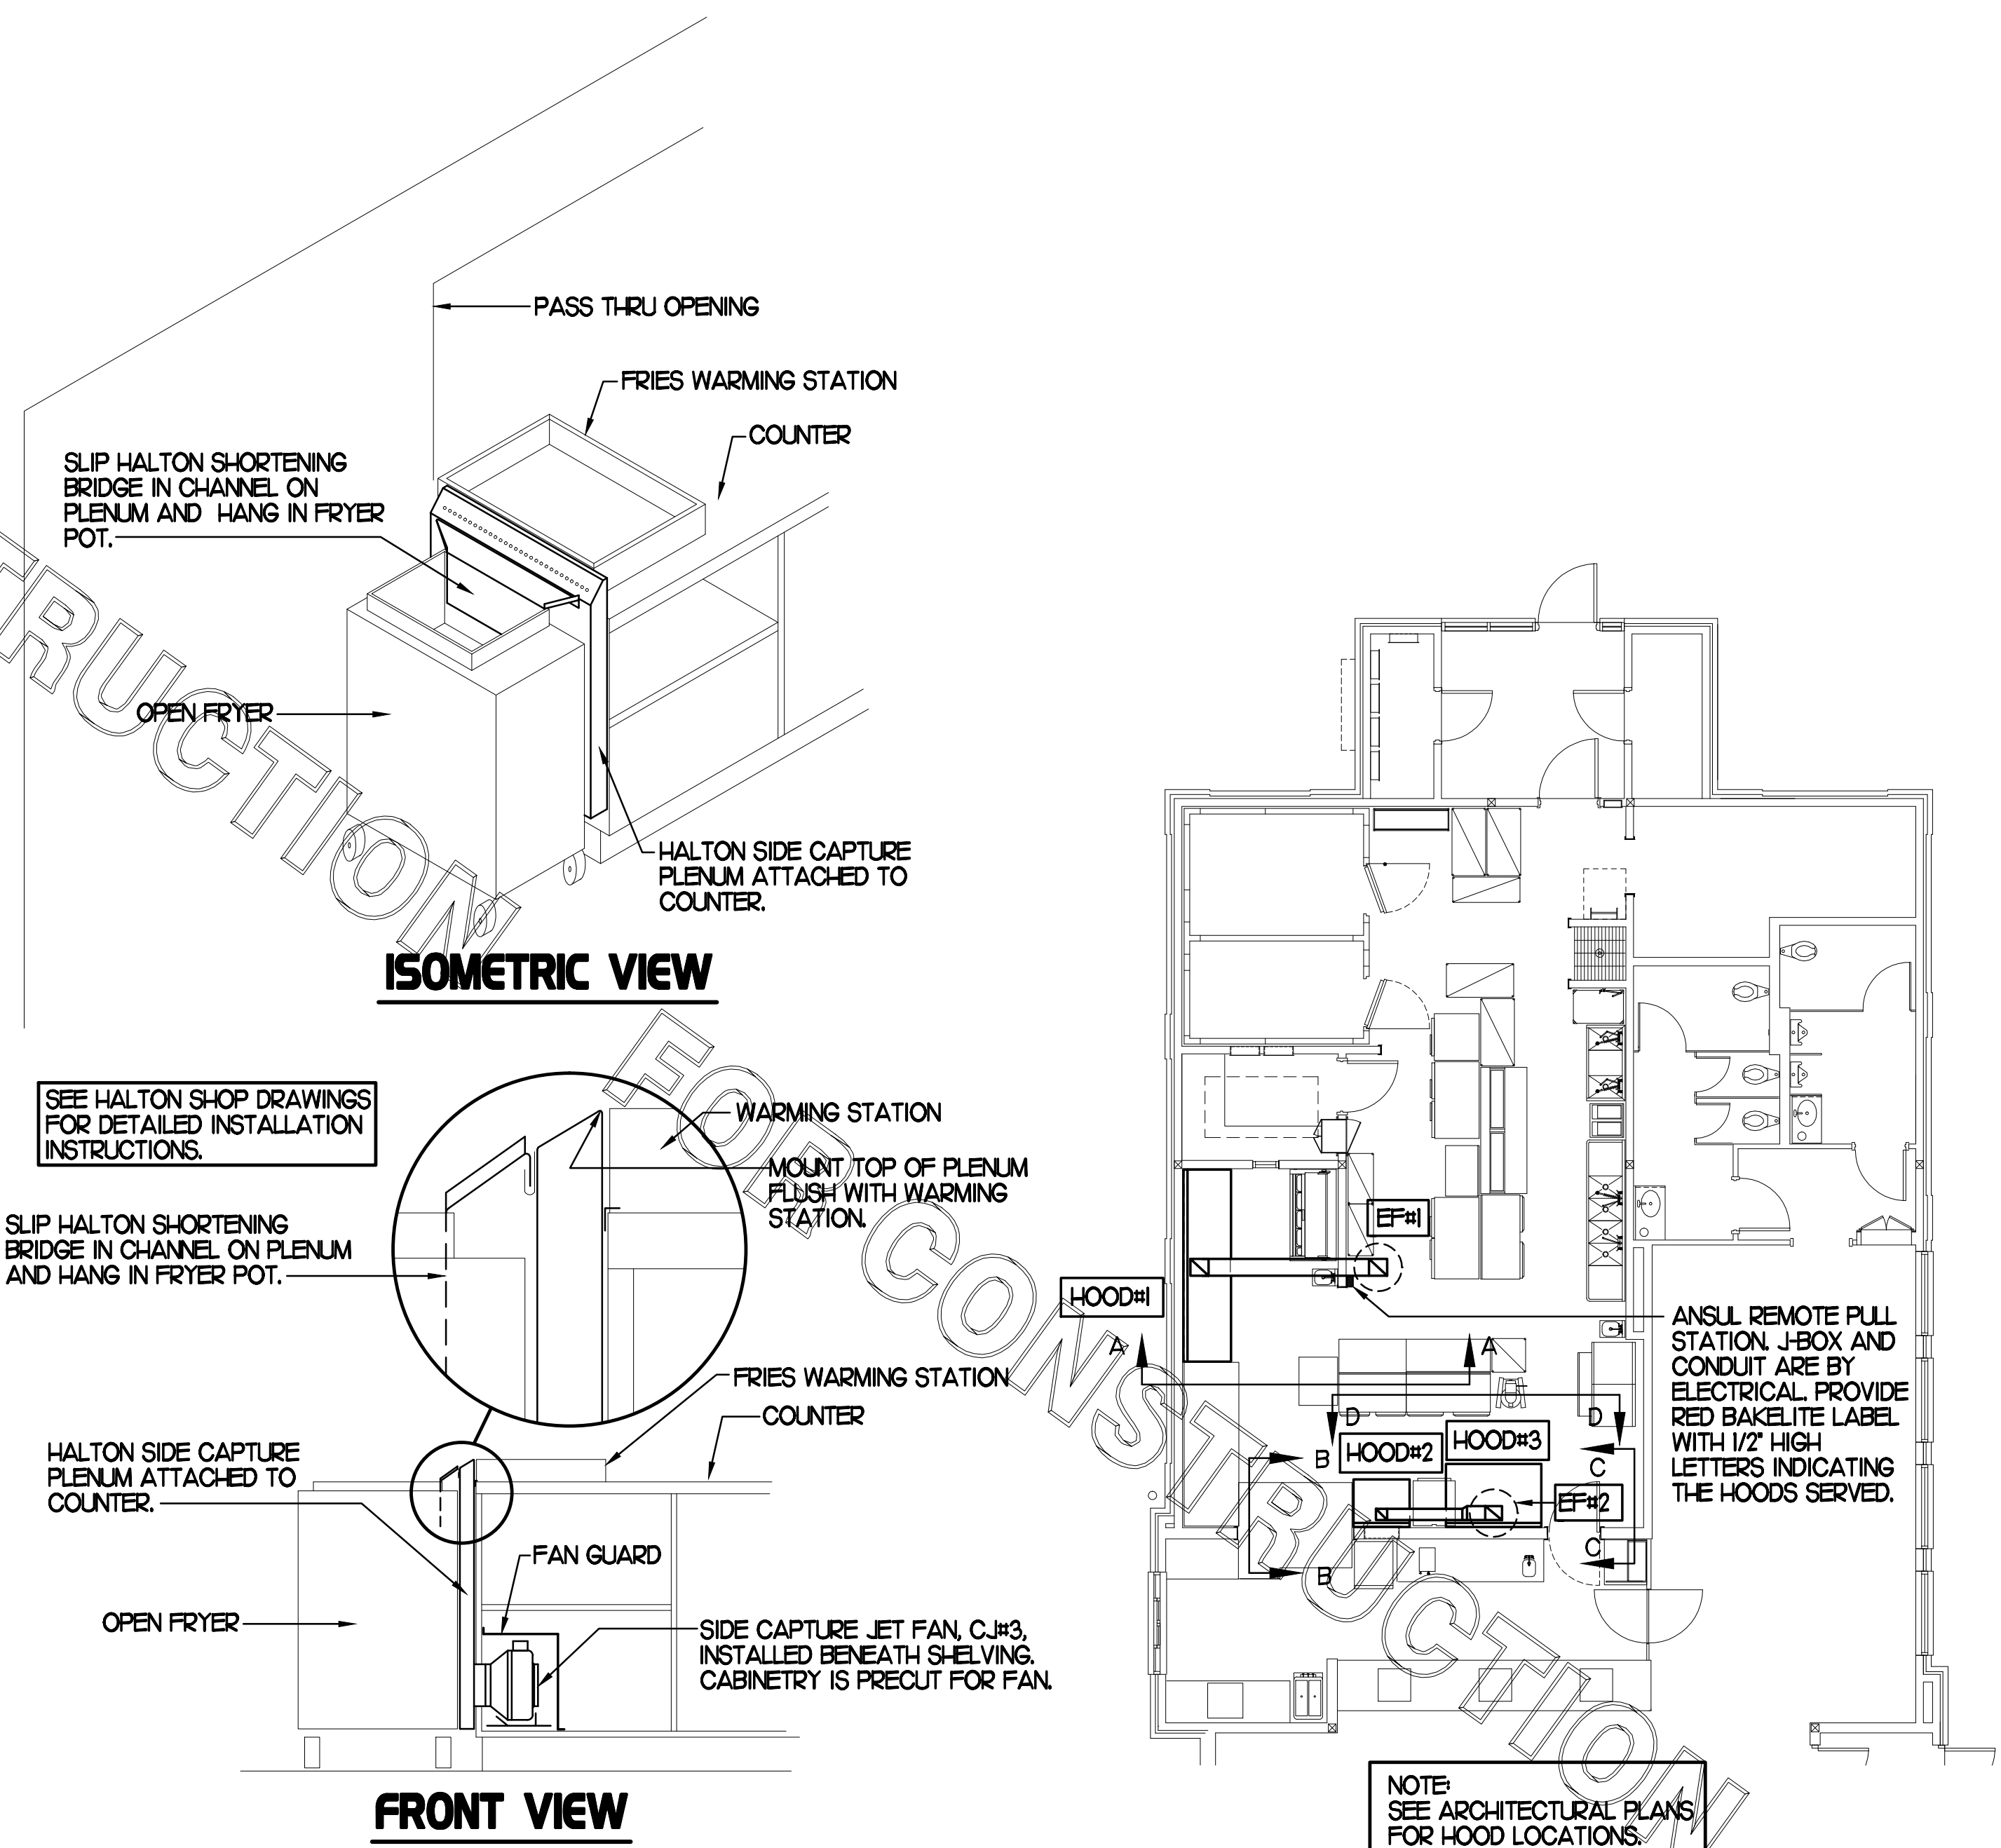 PASS THRU OPENING
FRIES WARMING STATION
COUNTER
SLIP HALTON SHORTENING
BRIDGE IN CHANNEL ON
PLENUM AND HANG IN FRYER
POT.
OPEN FRYER
HALTON SIDE CAPTURE
PLENUM ATTACHED TO
COUNTER.
ISOMETRIC VIEW
SEE HALTON SHOP DRAWINGS
FOR DETAILED INSTALLATION
INSTRUCTIONS.
WARMING STATION
MOUNT TOP OF PLENUM
FLUSH WITH WARMING
STATION.
SLIP HALTON SHORTENING
BRIDGE IN CHANNEL ON PLENUM
AND HANG IN FRYER POT.
FRIES WARMING STATION
COUNTER
HALTON SIDE CAPTURE
PLENUM ATTACHED TO
COUNTER.
FAN GUARD
OPEN FRYER
SIDE CAPTURE JET FAN, CJ#3,
INSTALLED BENEATH SHELVING.
CABINETRY IS PRECUT FOR FAN.
FRONT VIEW
EF#1
HOOD#1
A
A
ANSUL REMOTE PULL
STATION. J-BOX AND
CONDUIT ARE BY
ELECTRICAL. PROVIDE
RED BAKELITE LABEL
WITH 1/2" HIGH
LETTERS INDICATING
THE HOODS SERVED.
D
D
HOOD#2
HOOD#3
B
C
EF#2
C
B
NOTE:
SEE ARCHITECTURAL PLANS
FOR HOOD LOCATIONS.
TRUCTION
FOR CONSTRUCTION